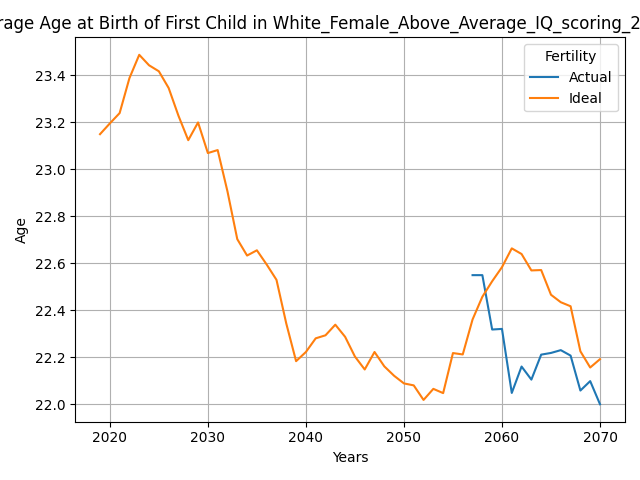 rage Age at Birth of First Child in White_Female_Above_Average_IQ_scoring_2
Fertility
Actual
Ideal
23.4
23.2
23.0
22.8
22.6
22.4
22.2
22.0
Age
2020 2030 2040 2050 2060 2070
Years